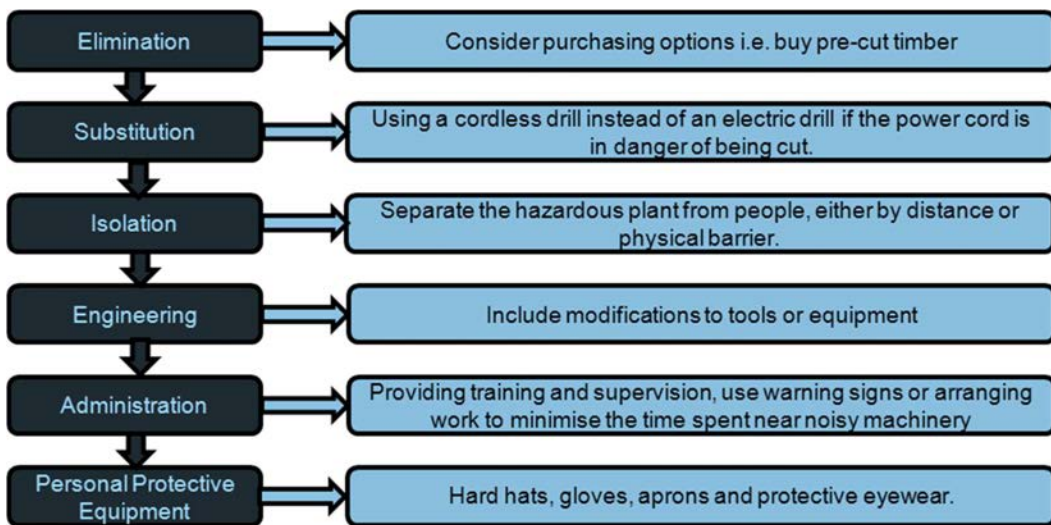 Elimination
Consider purchasing options i.e. buy pre-cut timber
Substitution
Using a cordless drill instead of an electric drill if the power cord is
in danger of being cut.
Isolation
Separate the hazardous plant from people, either by distance or
physical barrier.
Engineering
Include modifications to tools or equipment
Administration
Providing training and supervision, use warning signs or arranging
work to minimise the time spent near noisy machinery
Personal Protective
Equipment
Hard hats, gloves, aprons and protective eyewear.